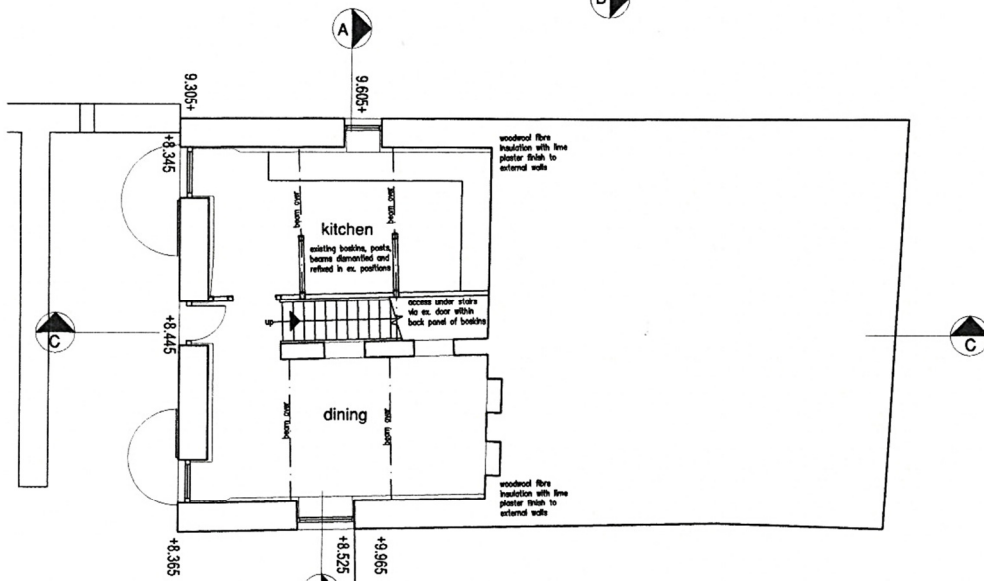 B
A
9.305+
9.605+
+8.345
woodwool fibre
insulation with lime
plaster finish to
external walls
beam over
beam over
kitchen
existing boskins, posts,
beams dismantled and
refixed in ex. positions
access under stairs
via ex. door within
back panel of boskins
up
C
+8.445
C
dining
beam over
beam over
woodwool fibre
insulation with lime
plaster finish to
external walls
+8.365
+8.525
+9.965